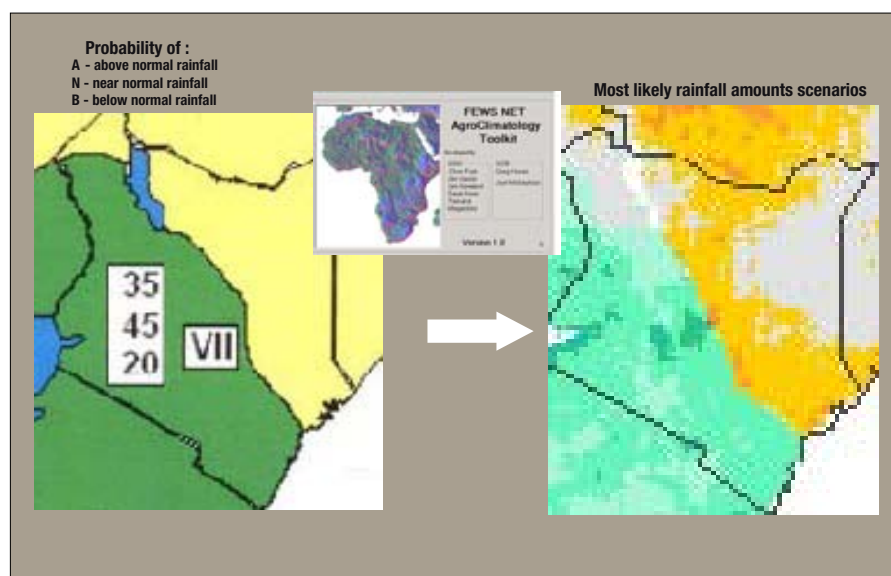 Probability of :
A - above normal rainfall
N - near normal rainfall
B - below normal rainfall
FEWS NET
AgroClimatology
Toolkit
Version 1.0
Most likely rainfall amounts scenarios
35
45
20
VII